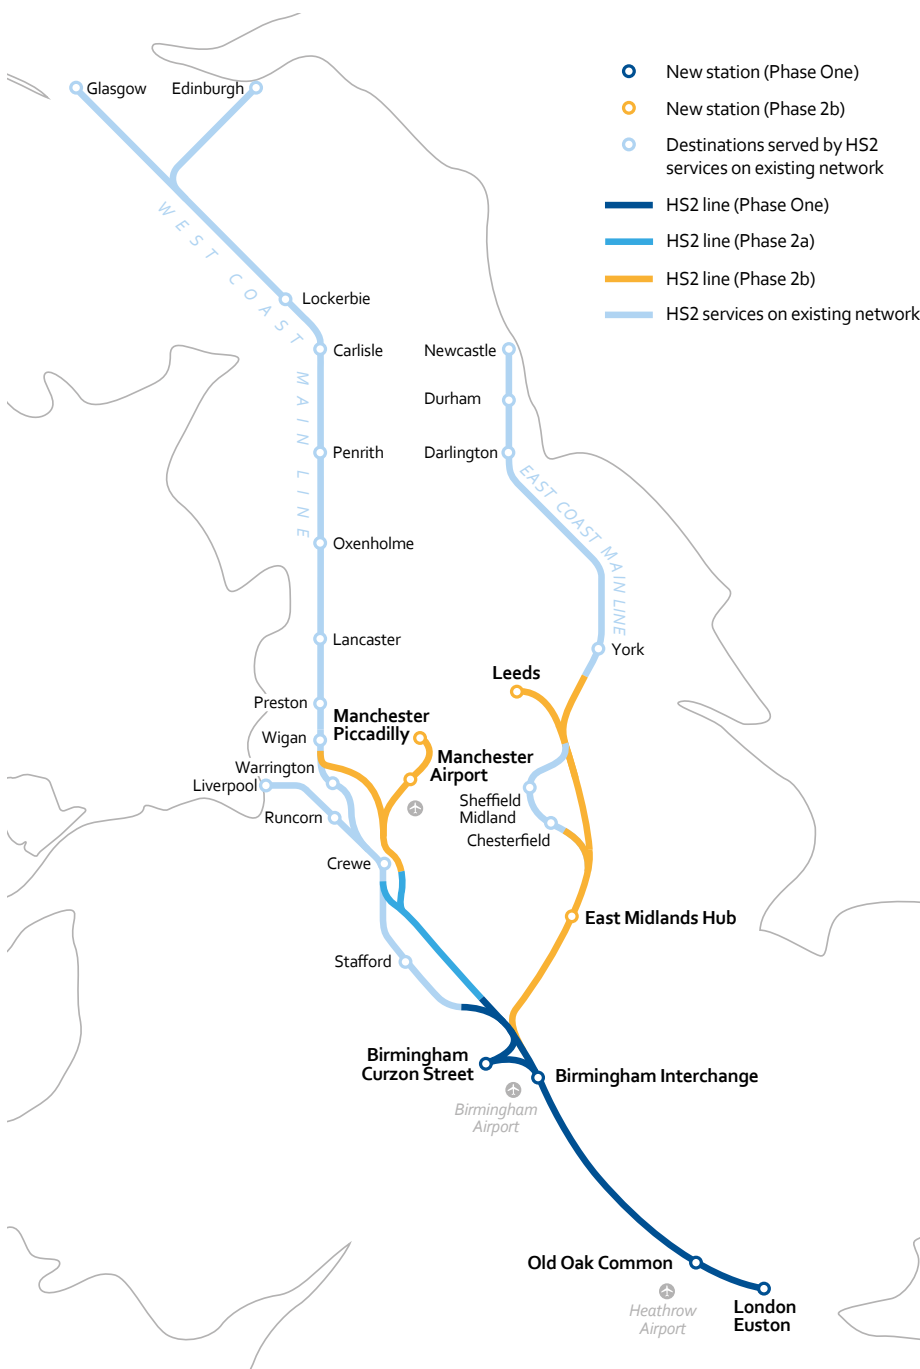 New station (Phase One)
New station (Phase 2b)
Destinations served by HS2
services on existing network
HS2 line (Phase One)
HS2 line (Phase 2a)
HS2 line (Phase 2b)
HS2 services on existing network
Glasgow
Edinburgh
WEST COAST MAIN LINE
Lockerbie
Carlisle
Newcastle
Durham
Penrith
Darlington
EAST COAST MAIN LINE
Oxenholme
Lancaster
York
Leeds
Preston
Manchester
Piccadilly
Wigan
Manchester
Airport
Warrington
Liverpool
Sheffield
Midland
Runcorn
Chesterfield
Crewe
East Midlands Hub
Stafford
Birmingham
Curzon Street
Birmingham Interchange
Birmingham
Airport
Old Oak Common
Heathrow
Airport
London
Euston